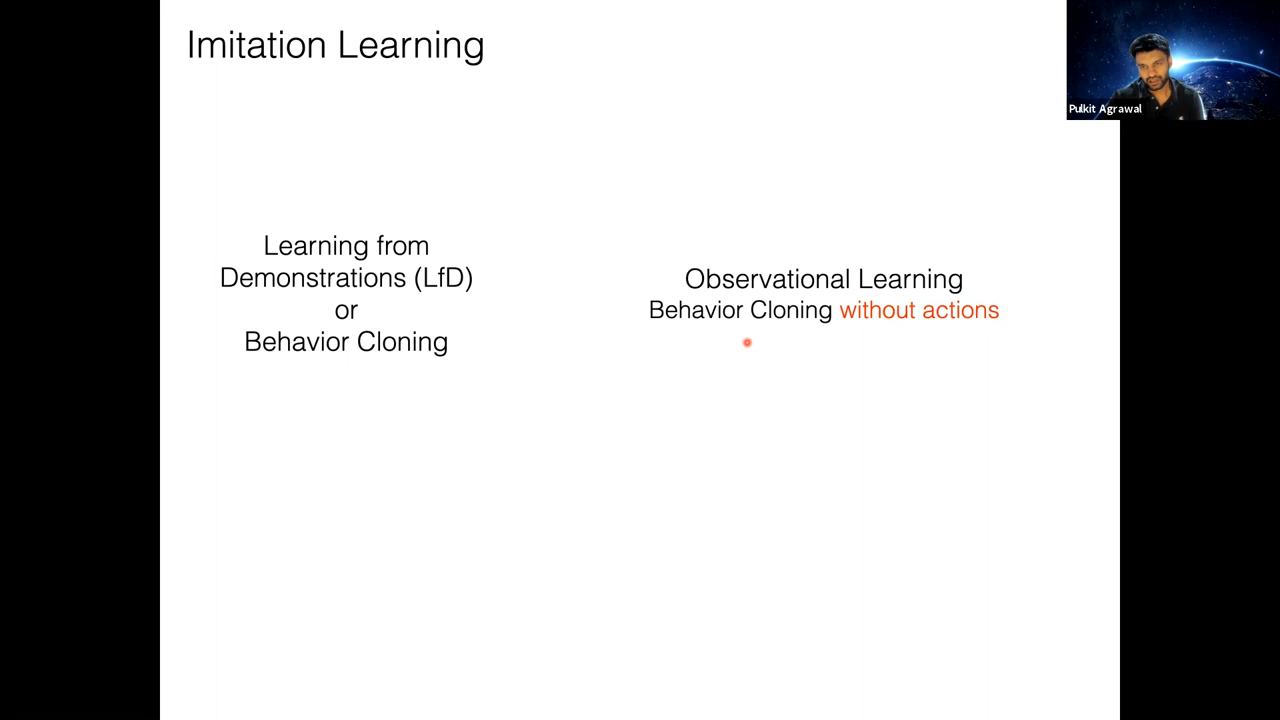 Imitation Learning
Pulkit Agrawal
Learning from
Demonstrations (LfD)
or
Behavior Cloning
Observational Learning
Behavior Cloning without actions